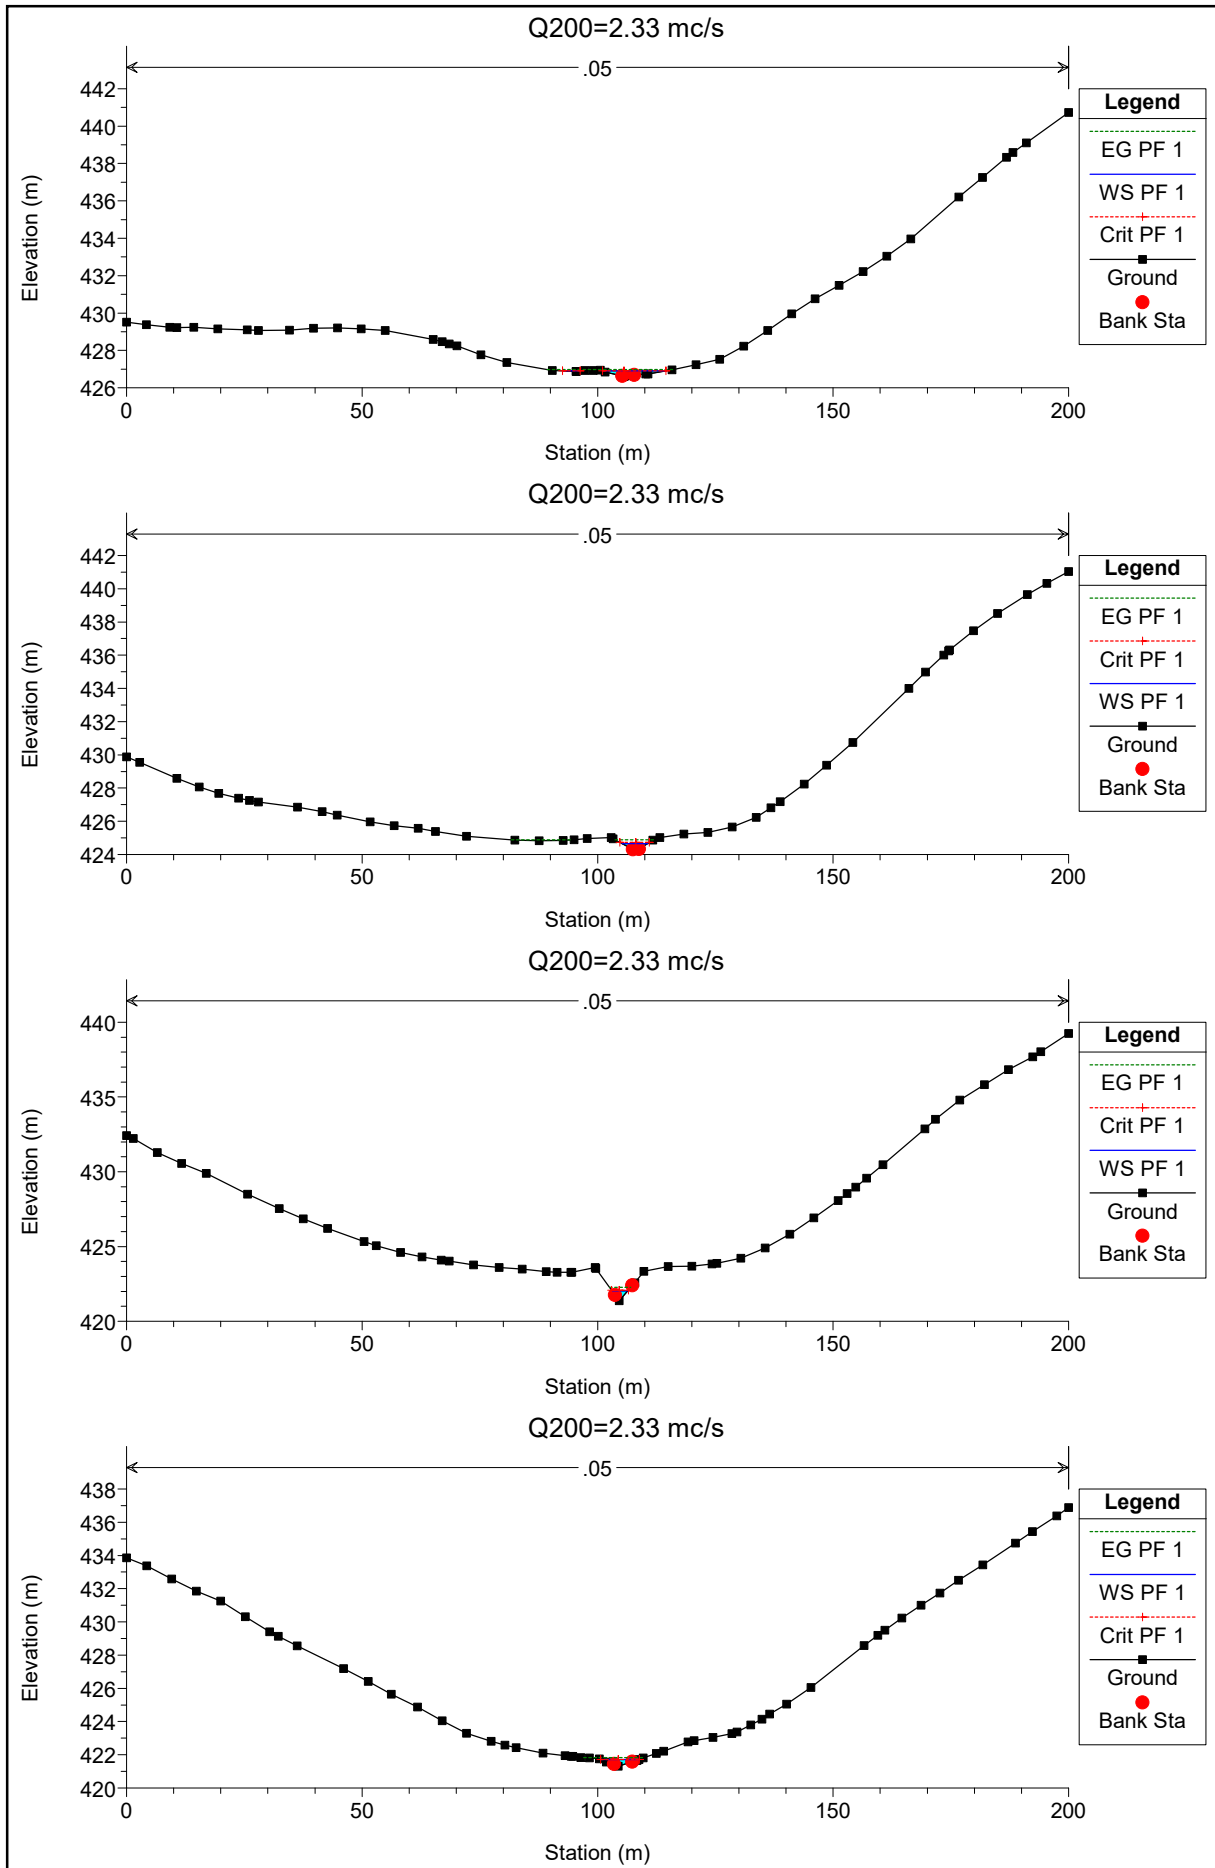 Q200=2.33 mc/s
.05
442
440
438
436
434
432
430
428
426
Elevation (m)
0
50
100
150
200
Station (m)
Legend
EG PF 1
WS PF 1
Crit PF 1
Ground
Bank Sta
Q200=2.33 mc/s
.05
442
440
438
436
434
432
430
428
426
424
Elevation (m)
0
50
100
150
200
Station (m)
Legend
EG PF 1
Crit PF 1
WS PF 1
Ground
Bank Sta
Q200=2.33 mc/s
.05
440
435
430
425
420
Elevation (m)
0
50
100
150
200
Station (m)
Legend
EG PF 1
Crit PF 1
WS PF 1
Ground
Bank Sta
Q200=2.33 mc/s
.05
438
436
434
432
430
428
426
424
422
420
Elevation (m)
0
50
100
150
200
Station (m)
Legend
EG PF 1
WS PF 1
Crit PF 1
Ground
Bank Sta